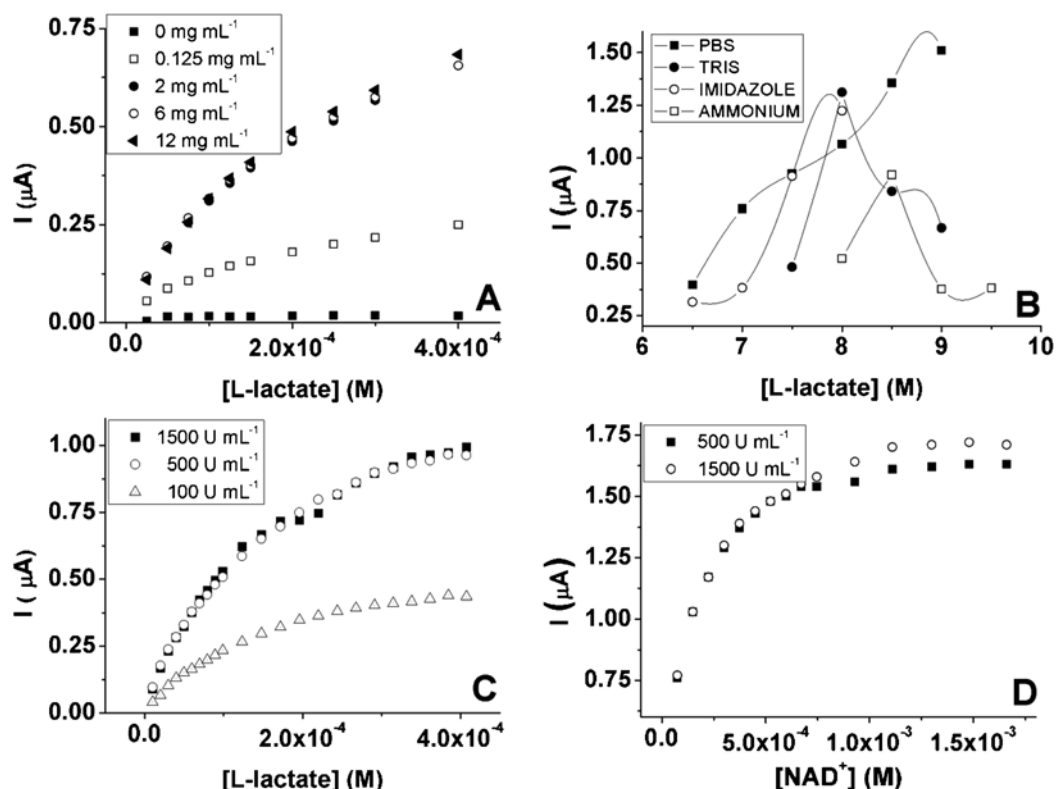 I (µA)
0.75
0.50
0.25
0.00
0 mg mL⁻¹
0.125 mg mL⁻¹
2 mg mL⁻¹
6 mg mL⁻¹
12 mg mL⁻¹
A
0.0
2.0x10⁻⁴
4.0x10⁻⁴
[L-lactate] (M)
I (µA)
1.50
1.25
1.00
0.75
0.50
0.25
PBS
TRIS
IMIDAZOLE
AMMONIUM
B
6
7
8
9
10
[L-lactate] (M)
I (µA)
1.00
0.75
0.50
0.25
0.00
1500 U mL⁻¹
500 U mL⁻¹
100 U mL⁻¹
C
0.0
2.0x10⁻⁴
4.0x10⁻⁴
[L-lactate] (M)
I (µA)
1.75
1.50
1.25
1.00
0.75
500 U mL⁻¹
1500 U mL⁻¹
D
0.0
5.0x10⁻⁴
1.0x10⁻³
1.5x10⁻³
[NAD⁺] (M)